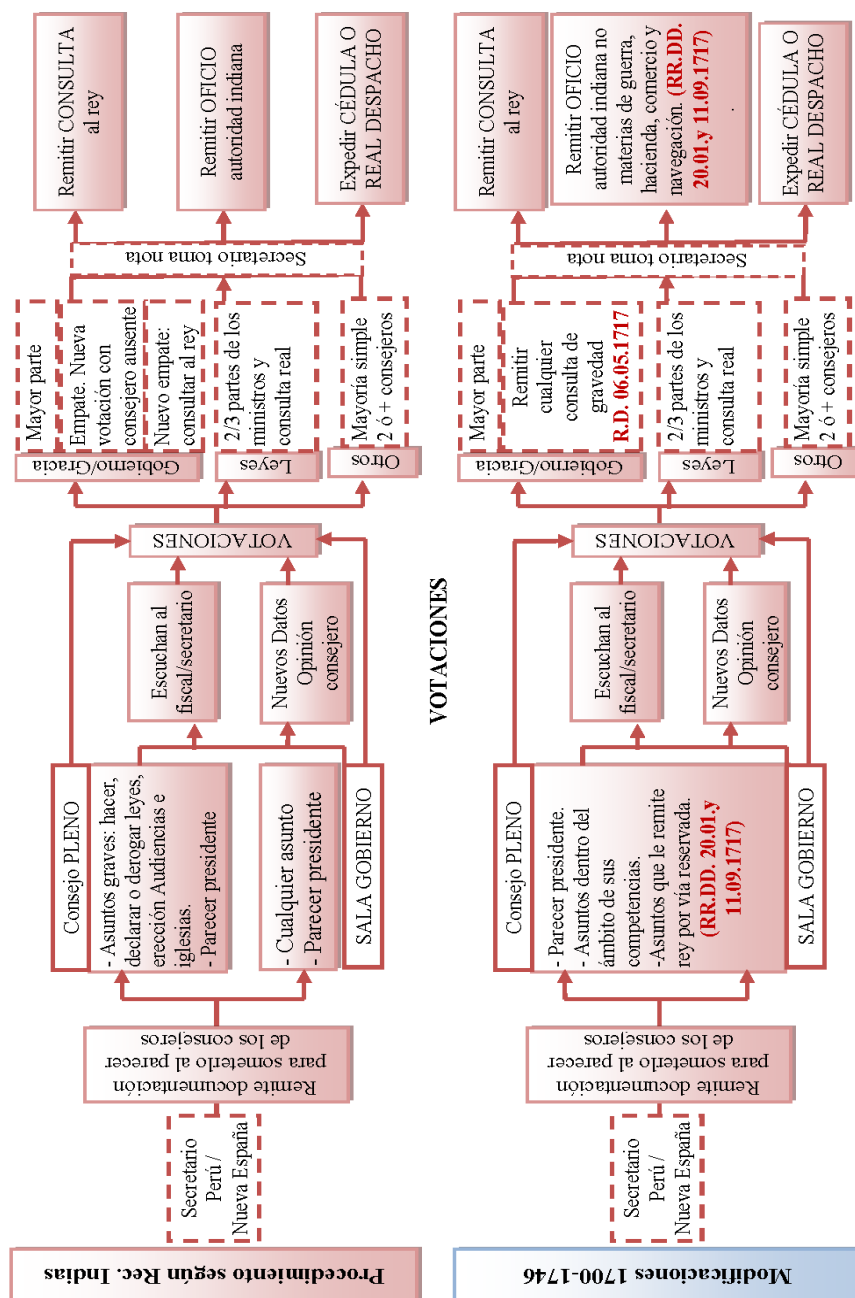 Procedimiento según Rec. Indias
Secretario
Perú /
Nueva España
Remite documentación
para someterlo al parecer
de los consejeros
Consejo PLENO
- Asuntos graves: hacer,
declarar o derogar leyes,
erección Audiencias e
iglesias.
- Parecer presidente
- Cualquier asunto
- Parecer presidente
SALA GOBIERNO
Escuchan al
fiscal/secretario
Nuevos Datos
Opinión
consejero
VOTACIONES
Gobierno/Gracia
Mayor parte
Empate. Nueva
votación con
consejero ausente
Nuevo empate:
consultar al rey
Leyes
2/3 partes de los
ministros y
consulta real
Otros
Mayoría simple
2 ó + consejeros
Secretario toma nota
Remitir CONSULTA
al rey
Remitir OFICIO
autoridad indiana
Expedir CÉDULA O
REAL DESPACHO
VOTACIONES
Modificaciones 1700-1746
Secretario
Perú /
Nueva España
Remite documentación
para someterlo al parecer
de los consejeros
Consejo PLENO
- Parecer presidente.
- Asuntos dentro del
ámbito de sus
competencias.
-Asuntos que le remite
rey por vía reservada.
(RR.DD. 20.01.y
11.09.1717)
SALA GOBIERNO
Escuchan al
fiscal/secretario
Nuevos Datos
Opinión
consejero
VOTACIONES
Gobierno/Gracia
Mayor parte
Remitir
cualquier
consulta de
gravedad
R.D. 06.05.1717
Leyes
2/3 partes de los
ministros y
consulta real
Otros
Mayoría simple
2 ó + consejeros
Secretario toma nota
Remitir CONSULTA
al rey
Remitir OFICIO
autoridad indiana no
materias de guerra,
hacienda, comercio y
navegación. (RR.DD.
20.01.y 11.09.1717)
.
Expedir CÉDULA O
REAL DESPACHO